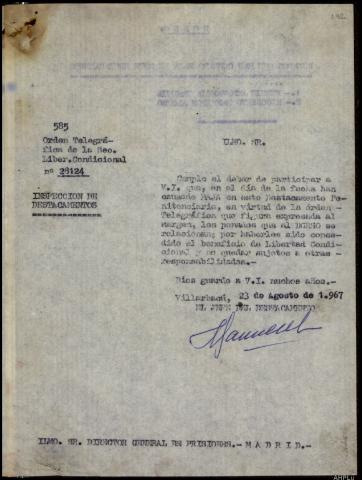 142
585
Orden Telegrá-
fica de la Sec.
Liber.Condicional
nº 28124
INSPECCION DE
DESTACAMENTOS
ILMO. SR.
Cumplo el deber de participar a
V.I. que, en el día de la fecha han
causado BAJA en este Destacamento Pe-
nitenciario, en virtud de la órden
Telegráfica que figura expresada al
margen, los penados que al DORSO se
relacionan; por haberles sido conce-
dido el beneficio de Libertad Condi-
cional y no quedar sujetos a otras
responsabilidades.
Dios guarde a V.I. muchos años.
23 de Agosto de 1.967
EL JEFE DEL DESTACAMENTO
ILMO. SR. DIRECTOR GENERAL DE PRISIONES.- M A D R I D.-
AHPLU